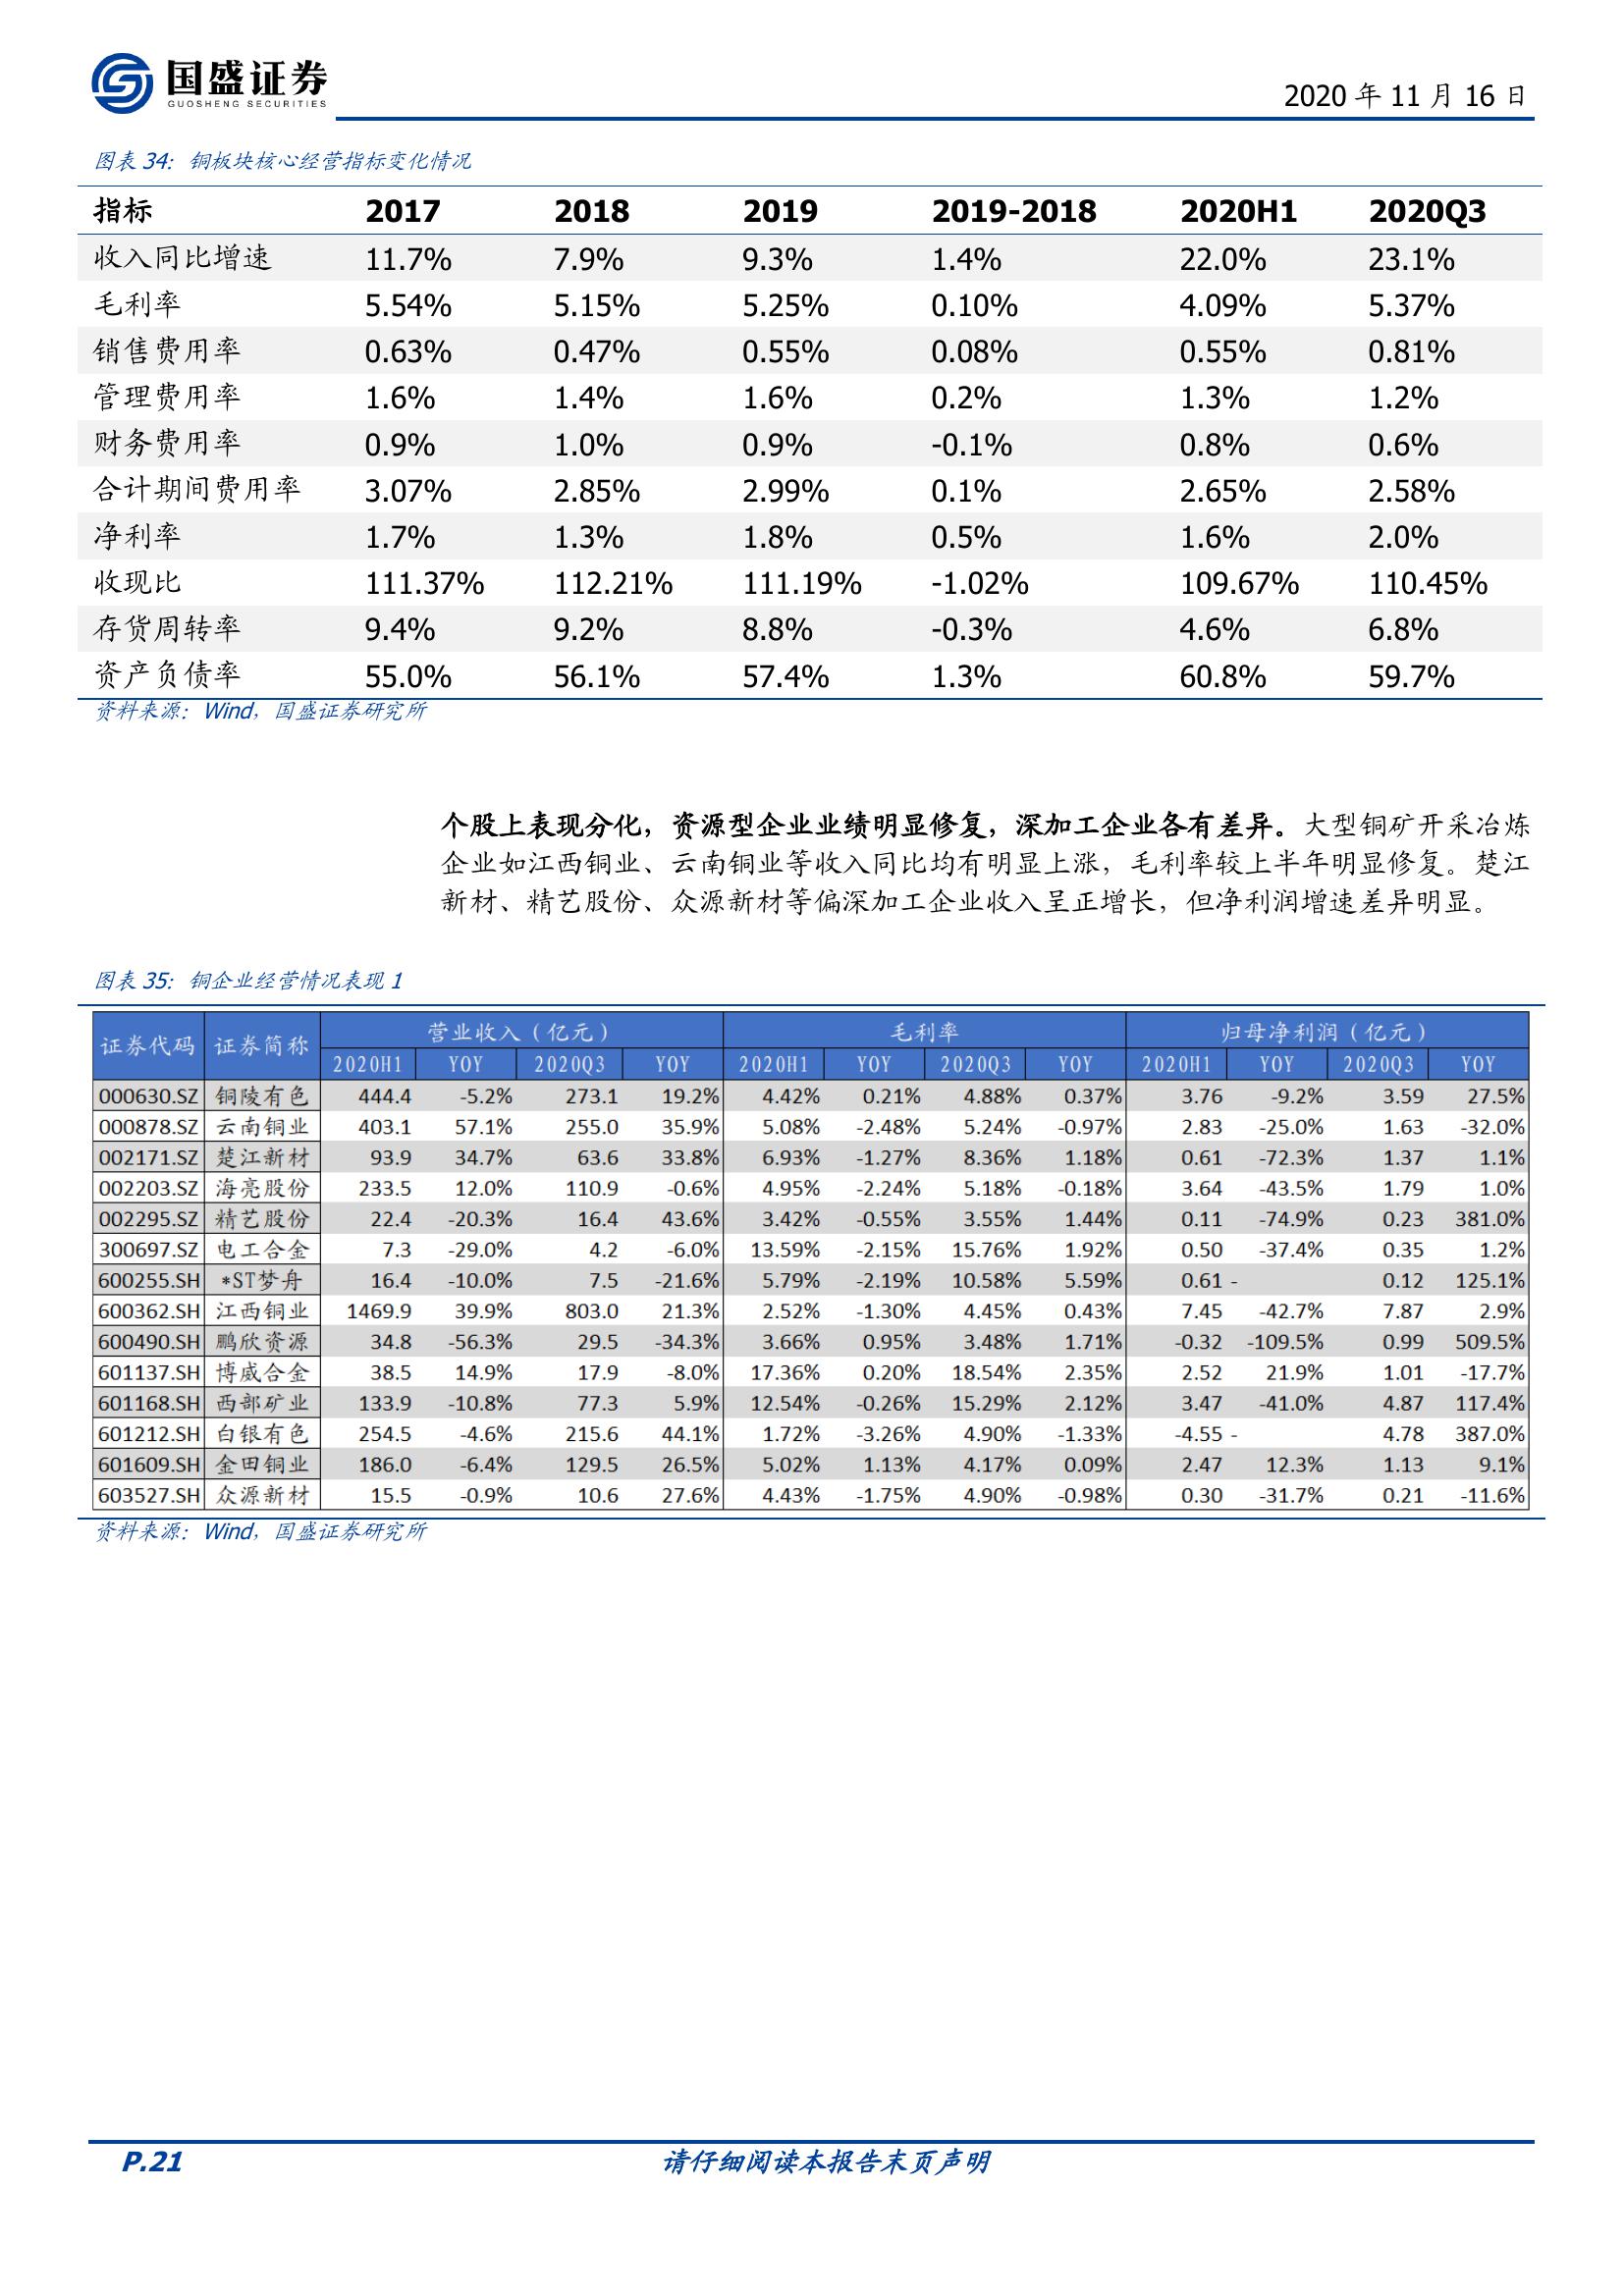 国盛证券
GUOSHENG SECURITIES
2020 年 11 月 16 日
图表 34：铜板块核心经营指标变化情况
指标 2017 2018 2019 2019-2018 2020H1 2020Q3
收入同比增速 11.7% 7.9% 9.3% 1.4% 22.0% 23.1%
毛利率 5.54% 5.15% 5.25% 0.10% 4.09% 5.37%
销售费用率 0.63% 0.47% 0.55% 0.08% 0.55% 0.81%
管理费用率 1.6% 1.4% 1.6% 0.2% 1.3% 1.2%
财务费用率 0.9% 1.0% 0.9% -0.1% 0.8% 0.6%
合计期间费用率 3.07% 2.85% 2.99% 0.1% 2.65% 2.58%
净利率 1.7% 1.3% 1.8% 0.5% 1.6% 2.0%
收现比 111.37% 112.21% 111.19% -1.02% 109.67% 110.45%
存货周转率 9.4% 9.2% 8.8% -0.3% 4.6% 6.8%
资产负债率 55.0% 56.1% 57.4% 1.3% 60.8% 59.7%
资料来源：Wind，国盛证券研究所
个股上表现分化，资源型企业业绩明显修复，深加工企业各有差异。大型铜矿开采冶炼
企业如江西铜业、云南铜业等收入同比均有明显上涨，毛利率较上半年明显修复。楚江
新材、精艺股份、众源新材等偏深加工企业收入呈正增长，但净利润增速差异明显。
图表 35：铜企业经营情况表现 1
证券代码 证券简称 营业收入（亿元） 毛利率 归母净利润（亿元）
2020H1 YOY 2020Q3 YOY 2020H1 YOY 2020Q3 YOY 2020H1 YOY 2020Q3 YOY
000630.SZ 铜陵有色 444.4 -5.2% 273.1 19.2% 4.42% 0.21% 4.88% 0.37% 3.76 -9.2% 3.59 27.5%
000878.SZ 云南铜业 403.1 57.1% 255.0 35.9% 5.08% -2.48% 5.24% -0.97% 2.83 -25.0% 1.63 -32.0%
002171.SZ 楚江新材 93.9 34.7% 63.6 33.8% 6.93% -1.27% 8.36% 1.18% 0.61 -72.3% 1.37 1.1%
002203.SZ 海亮股份 233.5 12.0% 110.9 -0.6% 4.95% -2.24% 5.18% -0.18% 3.64 -43.5% 1.79 1.0%
002295.SZ 精艺股份 22.4 -20.3% 16.4 43.6% 3.42% -0.55% 3.55% 1.44% 0.11 -74.9% 0.23 381.0%
300697.SZ 电工合金 7.3 -29.0% 4.2 -6.0% 13.59% -2.15% 15.76% 1.92% 0.50 -37.4% 0.35 1.2%
600255.SH *ST梦舟 16.4 -10.0% 7.5 -21.6% 5.79% -2.19% 10.58% 5.59% 0.61 - 0.12 125.1%
600362.SH 江西铜业 1469.9 39.9% 803.0 21.3% 2.52% -1.30% 4.45% 0.43% 7.45 -42.7% 7.87 2.9%
600490.SH 鹏欣资源 34.8 -56.3% 29.5 -34.3% 3.66% 0.95% 3.48% 1.71% -0.32 -109.5% 0.99 509.5%
601137.SH 博威合金 38.5 14.9% 17.9 -8.0% 17.36% 0.20% 18.54% 2.35% 2.52 21.9% 1.01 -17.7%
601168.SH 西部矿业 133.9 -10.8% 77.3 5.9% 12.54% -0.26% 15.29% 2.12% 3.47 -41.0% 4.87 117.4%
601212.SH 白银有色 254.5 -4.6% 215.6 44.1% 1.72% -3.26% 4.90% -1.33% -4.55 - 4.78 387.0%
601609.SH 金田铜业 186.0 -6.4% 129.5 26.5% 5.02% 1.13% 4.17% 0.09% 2.47 12.3% 1.13 9.1%
603527.SH 众源新材 15.5 -0.9% 10.6 27.6% 4.43% -1.75% 4.90% -0.98% 0.30 -31.7% 0.21 -11.6%
资料来源：Wind，国盛证券研究所
P.21 请仔细阅读本报告末页声明